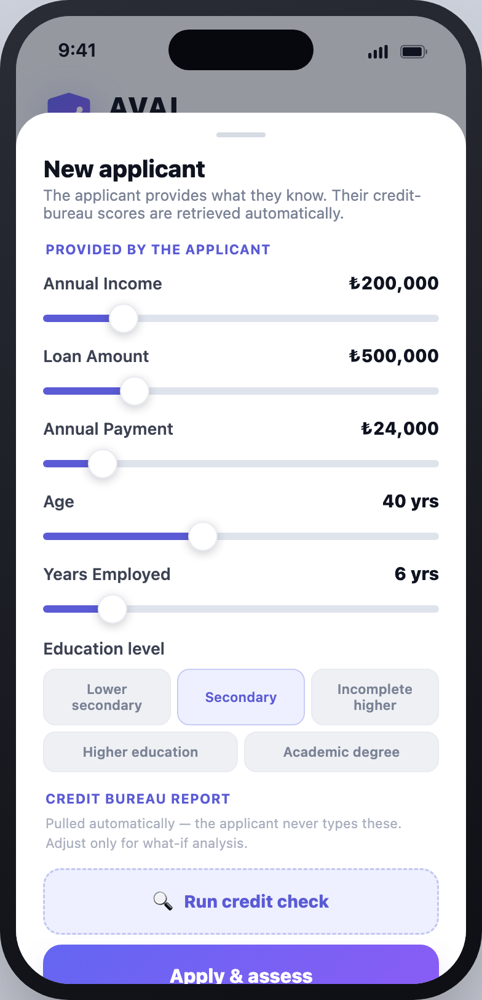 9:41
AVAI
New applicant
The applicant provides what they know. Their credit-
bureau scores are retrieved automatically.
PROVIDED BY THE APPLICANT
Annual Income ₺200,000
Loan Amount ₺500,000
Annual Payment ₺24,000
Age 40 yrs
Years Employed 6 yrs
Education level
Lower secondary
Secondary
Incomplete higher
Higher education
Academic degree
CREDIT BUREAU REPORT
Pulled automatically — the applicant never types these.
Adjust only for what-if analysis.
🔍 Run credit check
Apply & assess